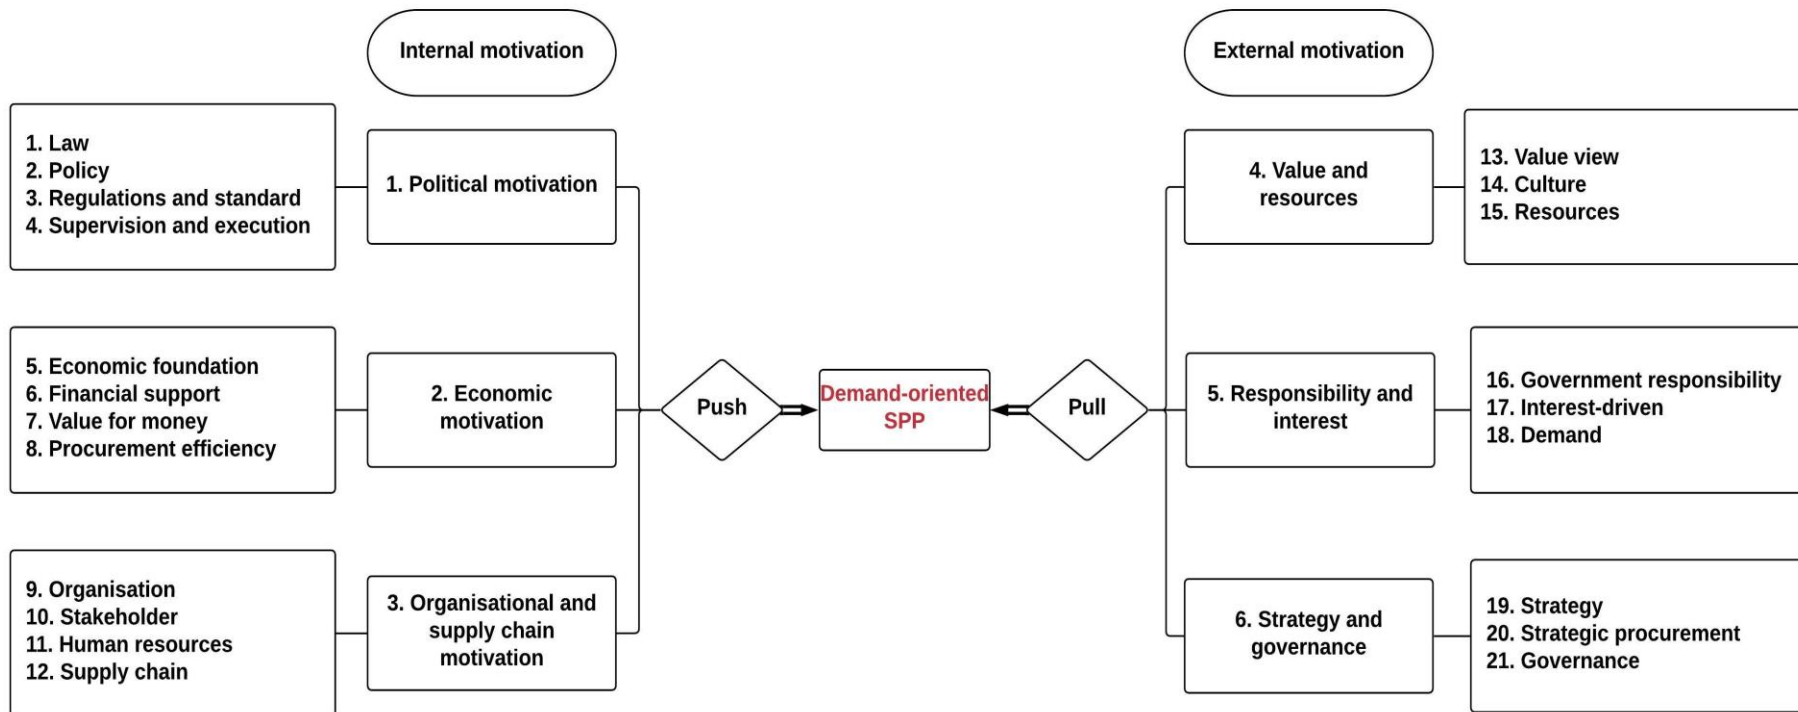 Internal motivation
External motivation
1. Law
2. Policy
3. Regulations and standard
4. Supervision and execution
1. Political motivation
4. Value and
resources
13. Value view
14. Culture
15. Resources
5. Economic foundation
6. Financial support
7. Value for money
8. Procurement efficiency
2. Economic
motivation
Push
Demand-oriented
SPP
Pull
5. Responsibility and
interest
16. Government responsibility
17. Interest-driven
18. Demand
9. Organisation
10. Stakeholder
11. Human resources
12. Supply chain
3. Organisational and
supply chain
motivation
6. Strategy and
governance
19. Strategy
20. Strategic procurement
21. Governance